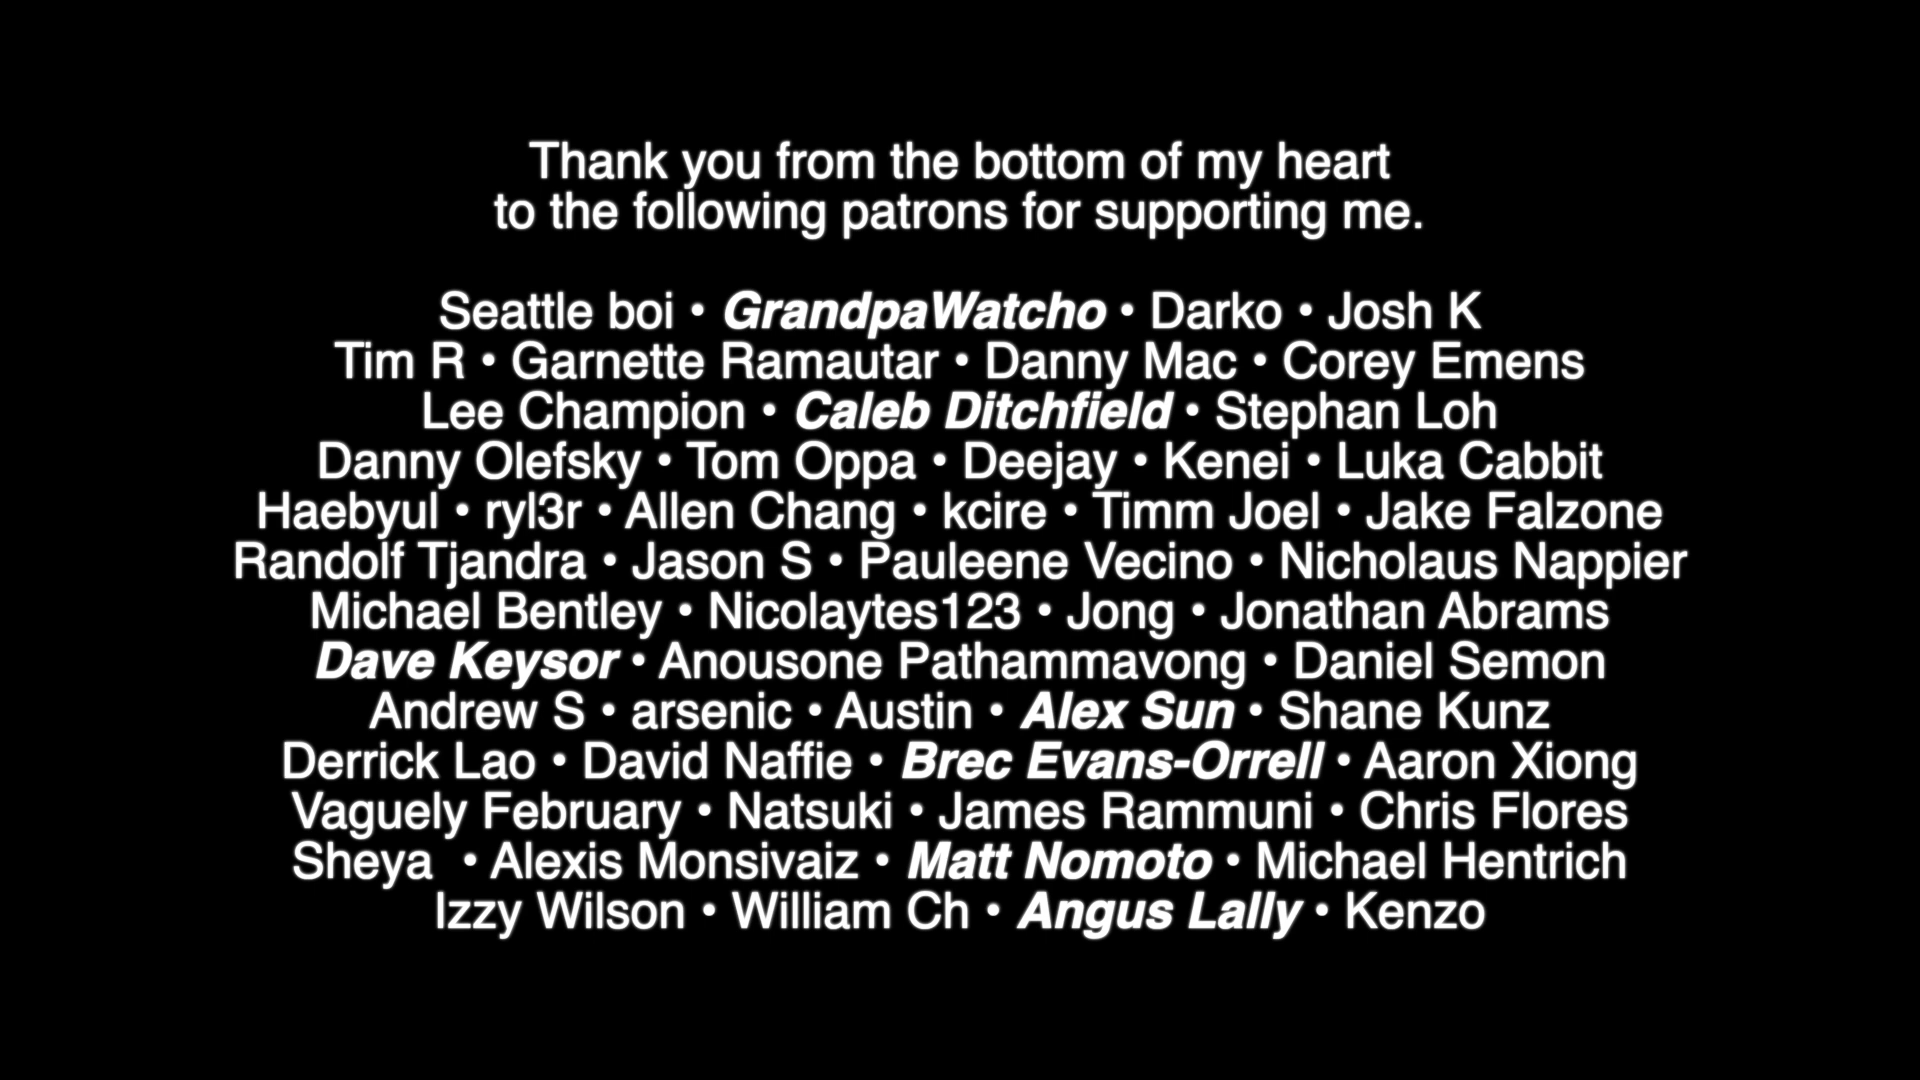 Thank you from the bottom of my heart
to the following patrons for supporting me.
Seattle boi • GrandpaWatcho • Darko • Josh K
Tim R • Garnette Ramautar • Danny Mac • Corey Emens
Lee Champion • Caleb Ditchfield • Stephan Loh
Danny Olefsky • Tom Oppa • Deejay • Kenei • Luka Cabbit
Haebyul • ryl3r • Allen Chang • kcire • Timm Joel • Jake Falzone
Randolf Tjandra • Jason S • Pauleene Vecino • Nicholaus Nappier
Michael Bentley • Nicolaytes123 • Jong • Jonathan Abrams
Dave Keysor • Anousone Pathammavong • Daniel Semon
Andrew S • arsenic • Austin • Alex Sun • Shane Kunz
Derrick Lao • David Naffie • Brec Evans-Orrell • Aaron Xiong
Vaguely February • Natsuki • James Rammuni • Chris Flores
Sheya • Alexis Monsivaiz • Matt Nomoto • Michael Hentrich
Izzy Wilson • William Ch • Angus Lally • Kenzo